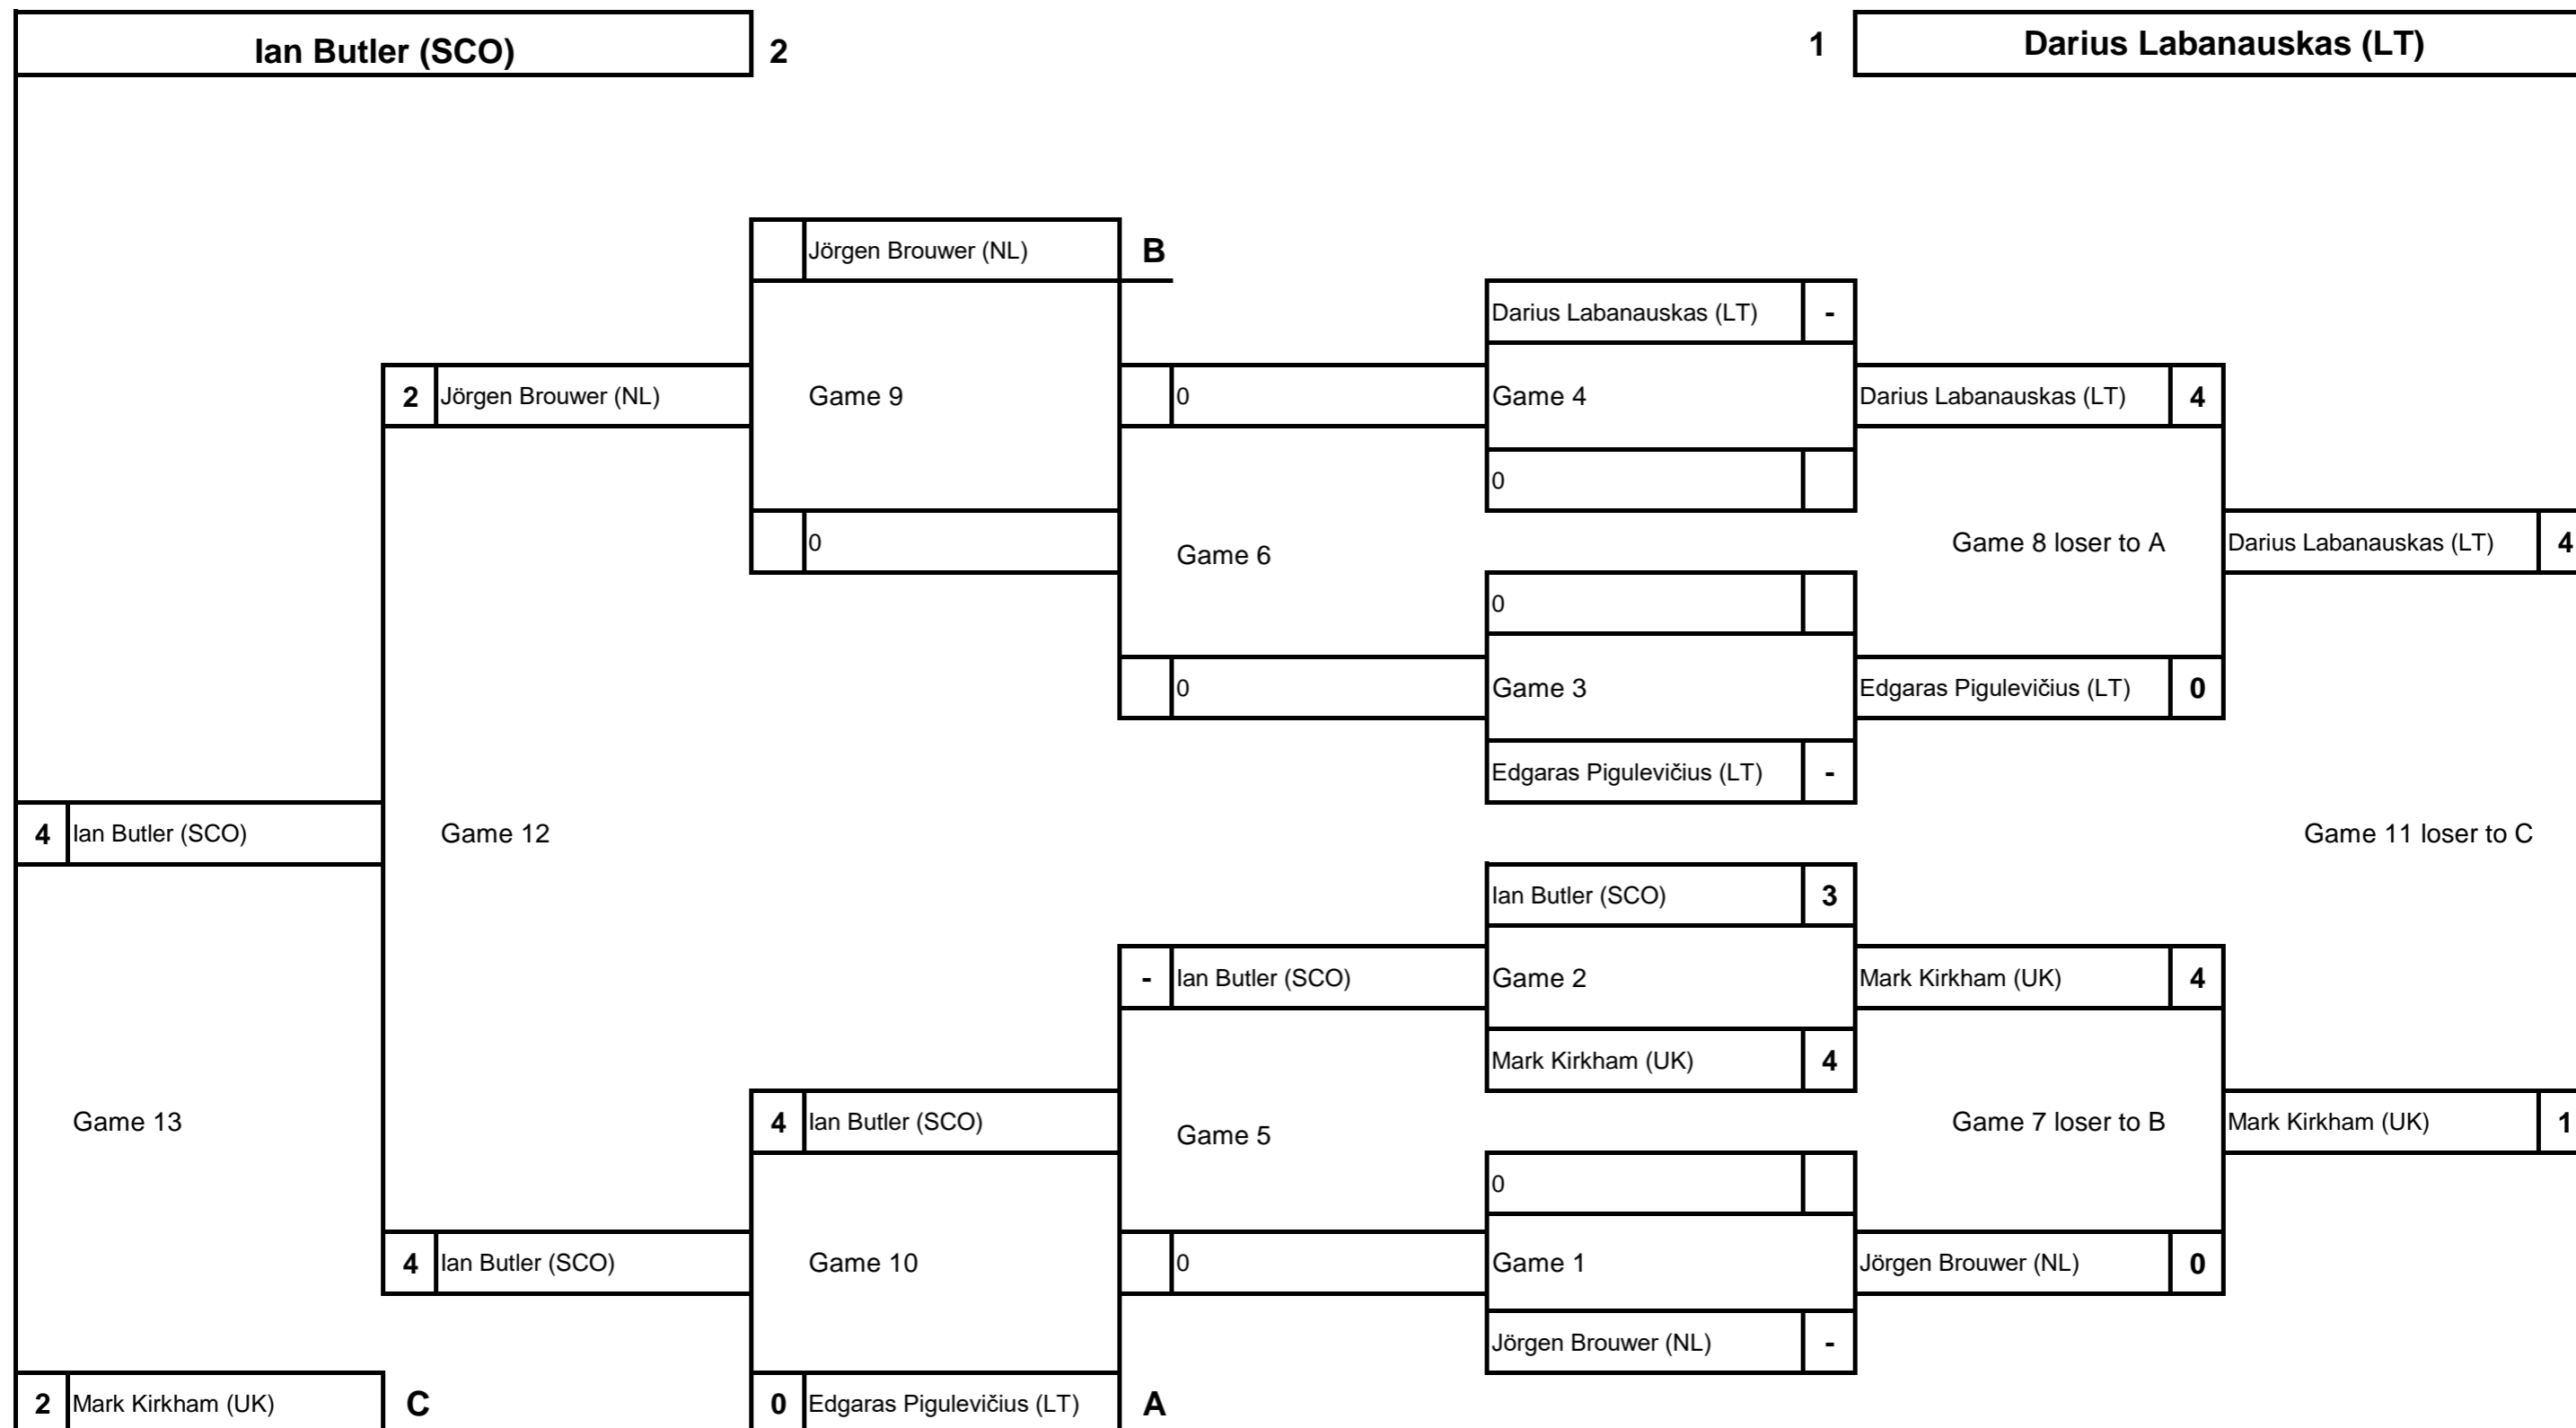 Ian Butler (SCO) 2 1 Darius Labanauskas (LT)
Jörgen Brouwer (NL) B
Darius Labanauskas (LT) -
2 Jörgen Brouwer (NL) Game 9 0 Game 4 Darius Labanauskas (LT) 4
0
0 Game 6 Game 8 loser to A Darius Labanauskas (LT) 4
0
0 Game 3 Edgaras Pigulevičius (LT) 0
Edgaras Pigulevičius (LT) -
4 Ian Butler (SCO) Game 12 Game 11 loser to C
Ian Butler (SCO) 3
- Ian Butler (SCO) Game 2 Mark Kirkham (UK) 4
Mark Kirkham (UK) 4
Game 13 4 Ian Butler (SCO) Game 5 Game 7 loser to B Mark Kirkham (UK) 1
0
4 Ian Butler (SCO) Game 10 0 Game 1 Jörgen Brouwer (NL) 0
Jörgen Brouwer (NL) -
2 Mark Kirkham (UK) C 0 Edgaras Pigulevičius (LT) A